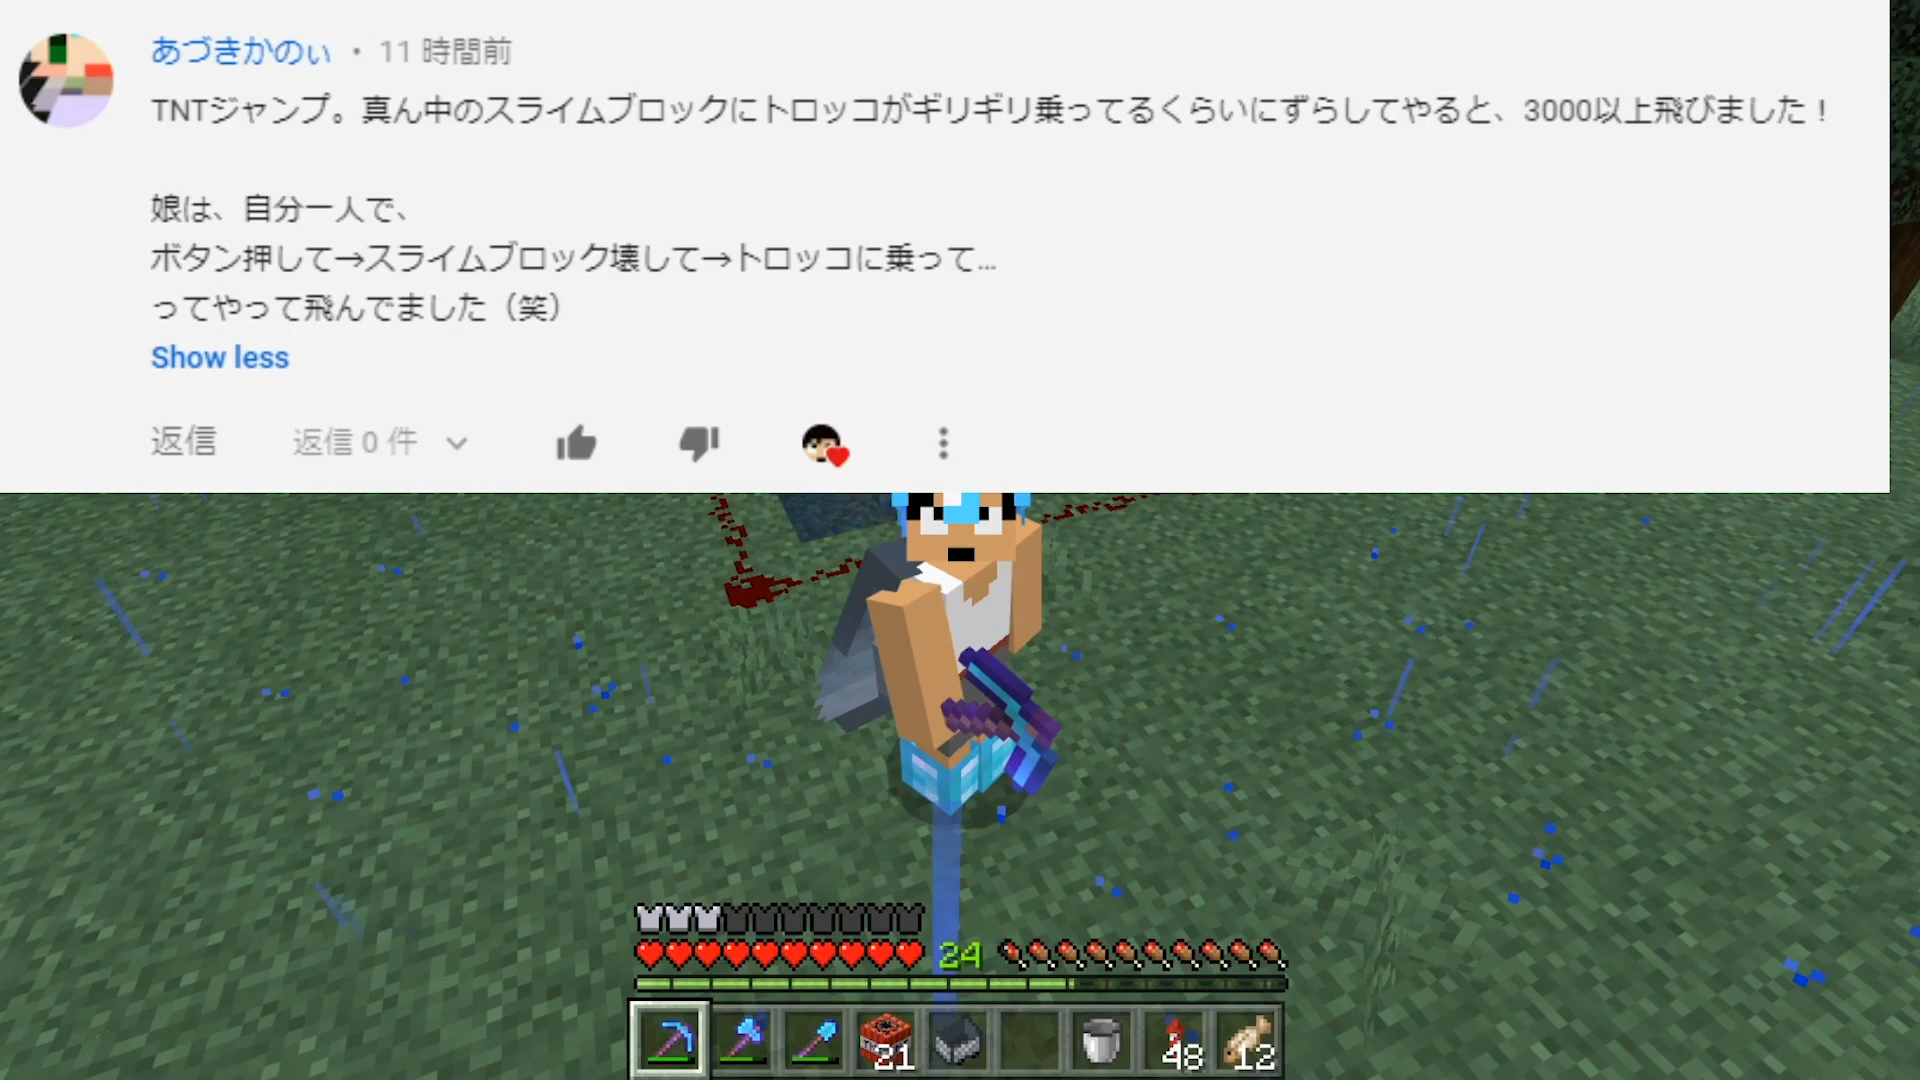 あづきかのぃ • 11 時間前
TNTジャンプ。真ん中のスライムブロックにトロッコがギリギリ乗ってるくらいにずらしてやると、3000以上飛びました！
娘は、自分一人で、
ボタン押して→スライムブロック壊して→トロッコに乗って...
ってやって飛んでました（笑）
Show less
返信 返信 0 件
24
21 48 12